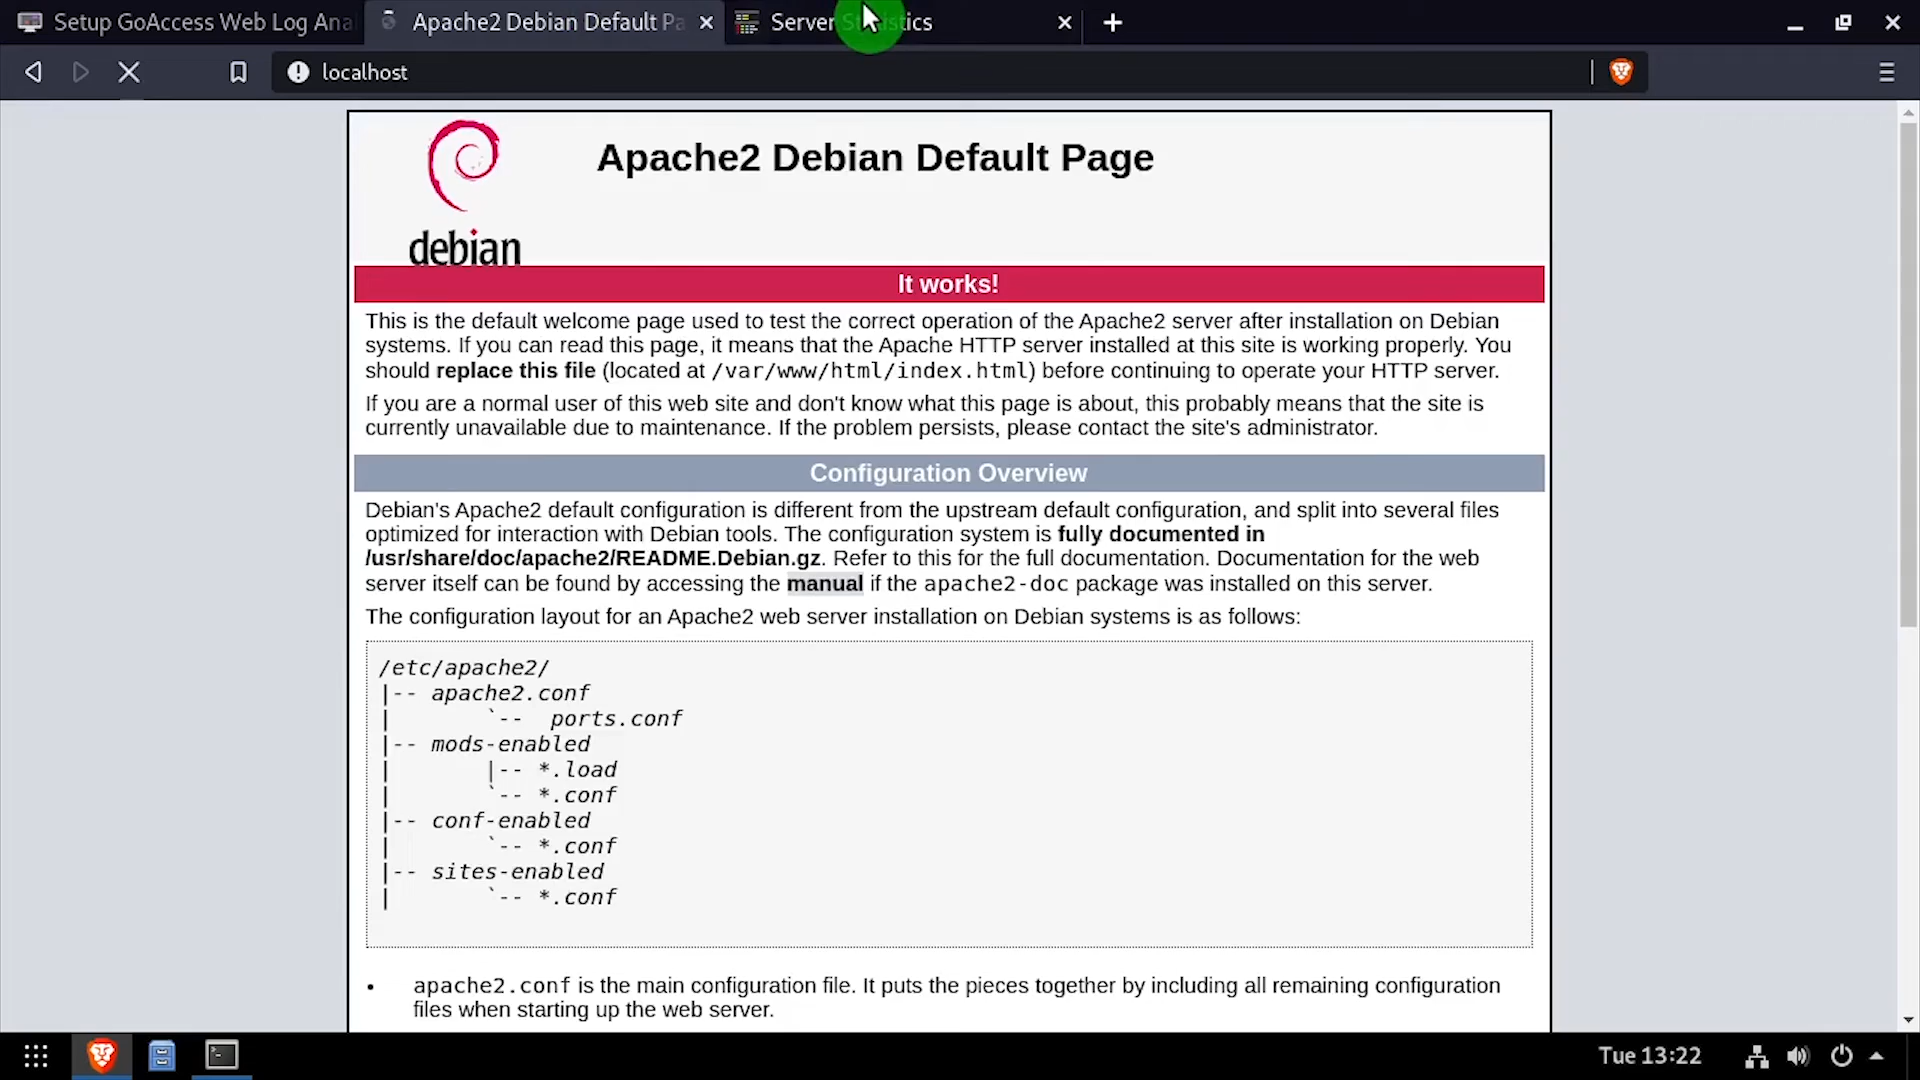 Setup GoAccess Web Log Ana
Apache2 Debian Default Pa
Server Statistics
localhost
debian
Apache2 Debian Default Page
It works!
This is the default welcome page used to test the correct operation of the Apache2 server after installation on Debian
systems. If you can read this page, it means that the Apache HTTP server installed at this site is working properly. You
should replace this file (located at /var/www/html/index.html) before continuing to operate your HTTP server.
If you are a normal user of this web site and don't know what this page is about, this probably means that the site is
currently unavailable due to maintenance. If the problem persists, please contact the site's administrator.
Configuration Overview
Debian's Apache2 default configuration is different from the upstream default configuration, and split into several files
optimized for interaction with Debian tools. The configuration system is fully documented in
/usr/share/doc/apache2/README.Debian.gz. Refer to this for the full documentation. Documentation for the web
server itself can be found by accessing the manual if the apache2-doc package was installed on this server.
The configuration layout for an Apache2 web server installation on Debian systems is as follows:
/etc/apache2/
|-- apache2.conf
|       `--  ports.conf
|-- mods-enabled
|       |-- *.load
|       `-- *.conf
|-- conf-enabled
|       `-- *.conf
|-- sites-enabled
|       `-- *.conf
• apache2.conf is the main configuration file. It puts the pieces together by including all remaining configuration
files when starting up the web server.
Tue 13:22